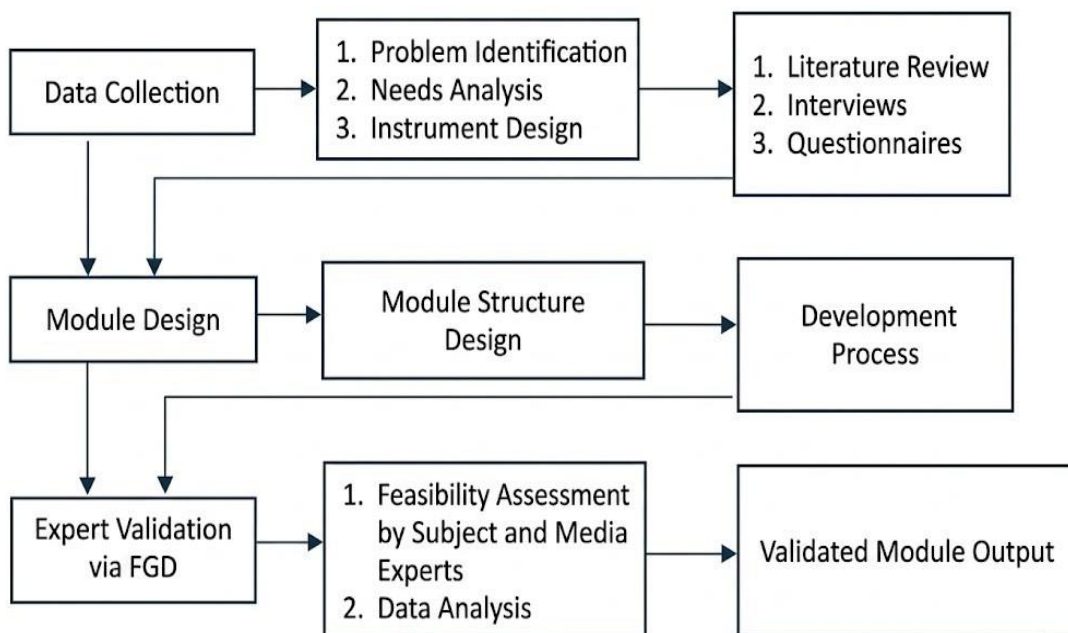 Data Collection
1. Problem Identification
2. Needs Analysis
3. Instrument Design
1. Literature Review
2. Interviews
3. Questionnaires
Module Design
Module Structure
Design
Development
Process
Expert Validation
via FGD
1. Feasibility Assessment
by Subject and Media
Experts
2. Data Analysis
Validated Module Output